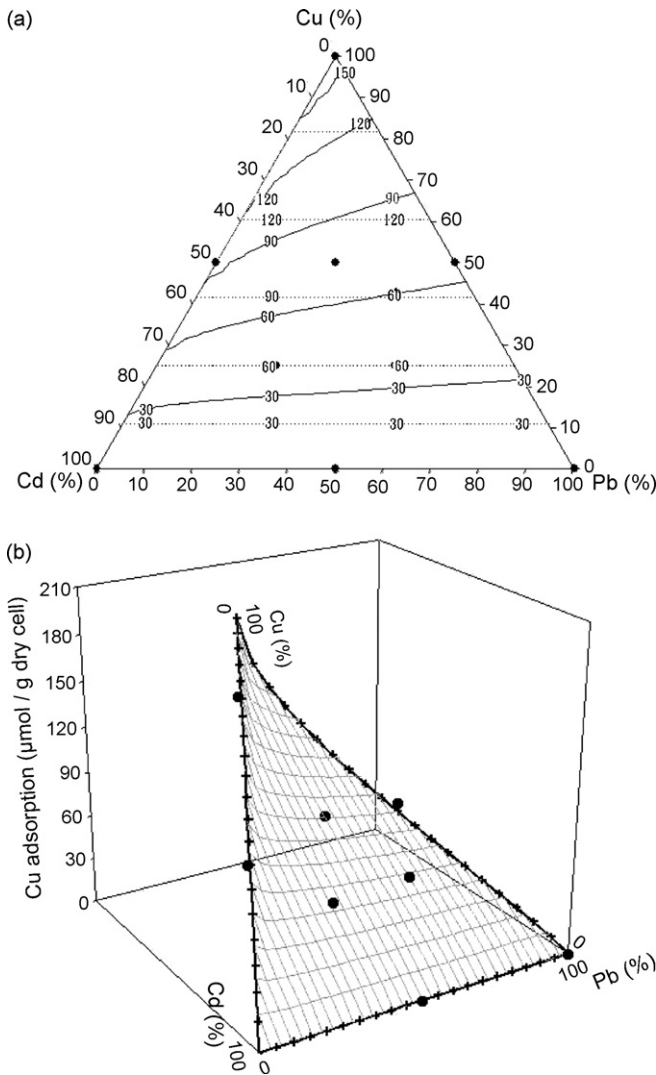 (a)
Cu (%)
0 100
150
10 90
20 120 120 80
30 70
120 90
40 120 120 60
90
50 50
60 90 60 40
60
70 30
60 60
80 30 30 20
30
90 30 30 30 10
100 0
Cd (%) 0 10 20 30 40 50 60 70 80 90 100 Pb (%)
(b)
210
180
150
120
90
60
30
0
Cu adsorption (μmol / g dry cell)
0 100 Cu (%)
Cd (%) 100
0
0
100 Pb (%)